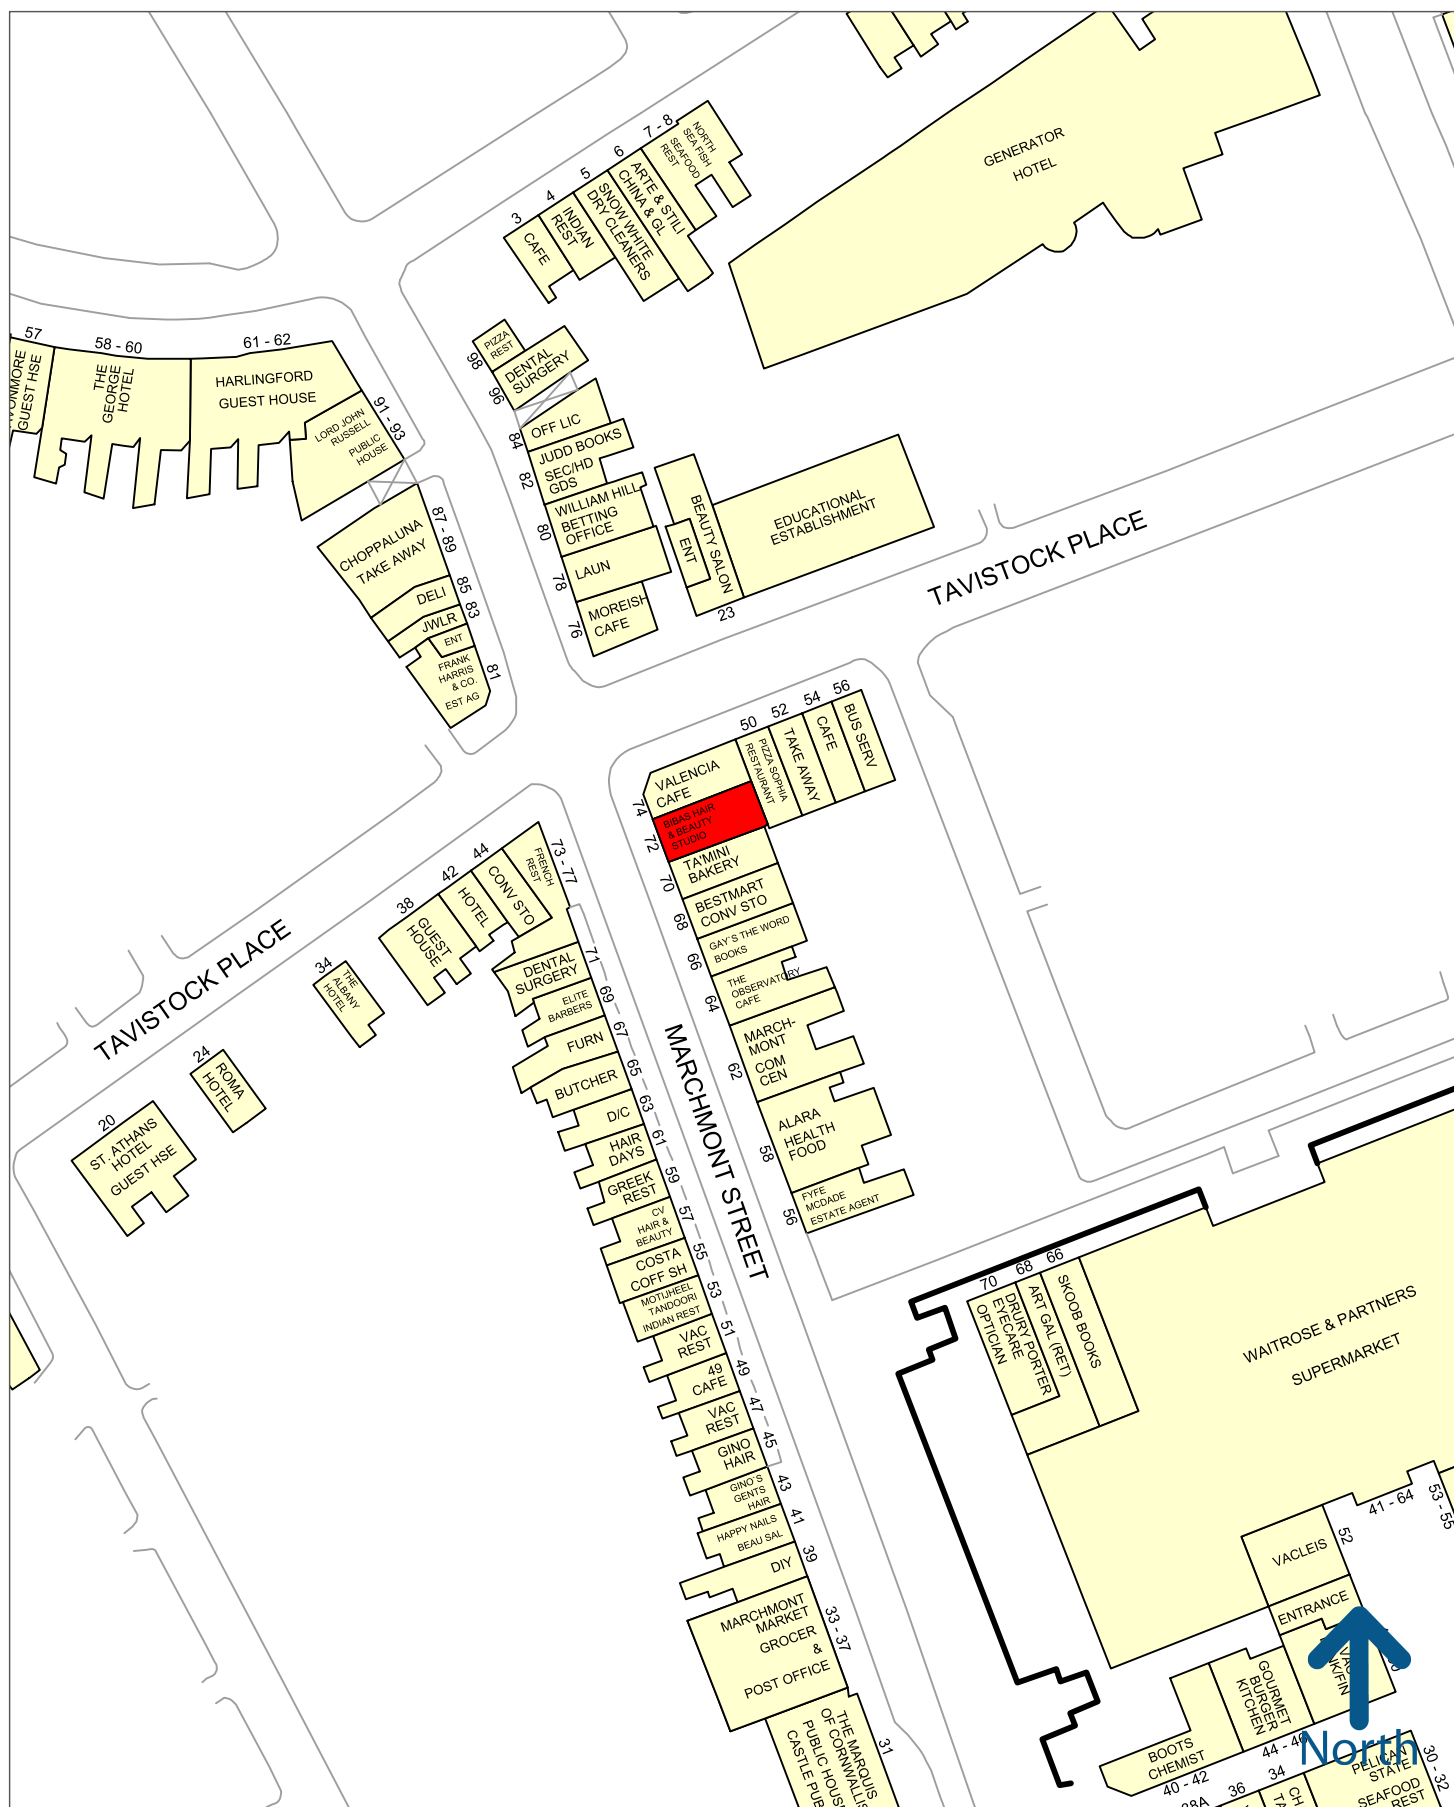 7 - 8
NORTH
SEA FISH
SEAFOOD
REST
6
ARTE & STILI
CHINA & GL
5
SNOW WHITE
DRY CLEANERS
4
INDIAN
REST
3
CAFE
GENERATOR
HOTEL
57
GUEST HSE
58 - 60
THE
GEORGE
HOTEL
61 - 62
HARLINGFORD
GUEST HOUSE
91 - 93
LORD JOHN
RUSSELL
PUBLIC
HOUSE
98
PIZZA
REST
96
DENTAL
SURGERY
84
OFF LIC
82
JUDD BOOKS
SEC/HD
GDS
80
WILLIAM HILL
BETTING
OFFICE
78
LAUN
76
MOREISH
CAFE
BEAUTY SALON
ENT
23
EDUCATIONAL
ESTABLISHMENT
TAVISTOCK PLACE
87 - 89
CHOPPALUNA
TAKE AWAY
85
DELI
83
JWLR
ENT
81
FRANK
HARRIS
& CO.
EST AG
74
VALENCIA
CAFE
50
PIZZA SOPHIA
RESTAURANT
52
TAKE AWAY
54
CAFE
56
BUS SERV
72
BIBAS HAIR
& BEAUTY
STUDIO
70
TA'MINI
BAKERY
68
BESTMART
CONV STO
66
GAY`S THE WORD
BOOKS
64
THE
OBSERVATORY
CAFE
62
MARCH-
MONT
COM
CEN
58
ALARA
HEALTH
FOOD
56
FYFE
MCDADE
ESTATE AGENT
MARCHMONT STREET
TAVISTOCK PLACE
73 - 77
FRENCH
REST
44
CONV STO
42
HOTEL
38
GUEST
HOUSE
34
THE
ALBANY
HOTEL
24
ROMA
HOTEL
20
ST. ATHANS
HOTEL
GUEST HSE
71
DENTAL
SURGERY
69
ELITE
BARBERS
67
FURN
65
BUTCHER
63
D/C
61
HAIR
DAYS
59
GREEK
REST
57
CV
HAIR &
BEAUTY
55
COSTA
COFF SH
53
MOTIJHEEL
TANDOORI
INDIAN REST
51
VAC
REST
49
49
CAFE
47
VAC
REST
45
GINO
HAIR
43
GINO`S
GENTS
HAIR
41
HAPPY NAILS
BEAU SAL
39
DIY
33 - 37
MARCHMONT
MARKET
GROCER
&
POST OFFICE
31
THE MARQUIS
OF CORNWALLIS
PUBLIC HOUSE
CASTLE PUB
70
DRURY PORTER
EYECARE
OPTICIAN
68
ART GAL (RET)
66
SKOOB BOOKS
WAITROSE & PARTNERS
SUPERMARKET
41 - 64
53 - 55
52
VACLEIS
ENTRANCE
GOURMET
BURGER
KITCHEN
44 - 46
BOOTS
CHEMIST
40 - 42
38A
36
34
PELICAN
STATE
SEAFOOD
REST
30 - 32
North